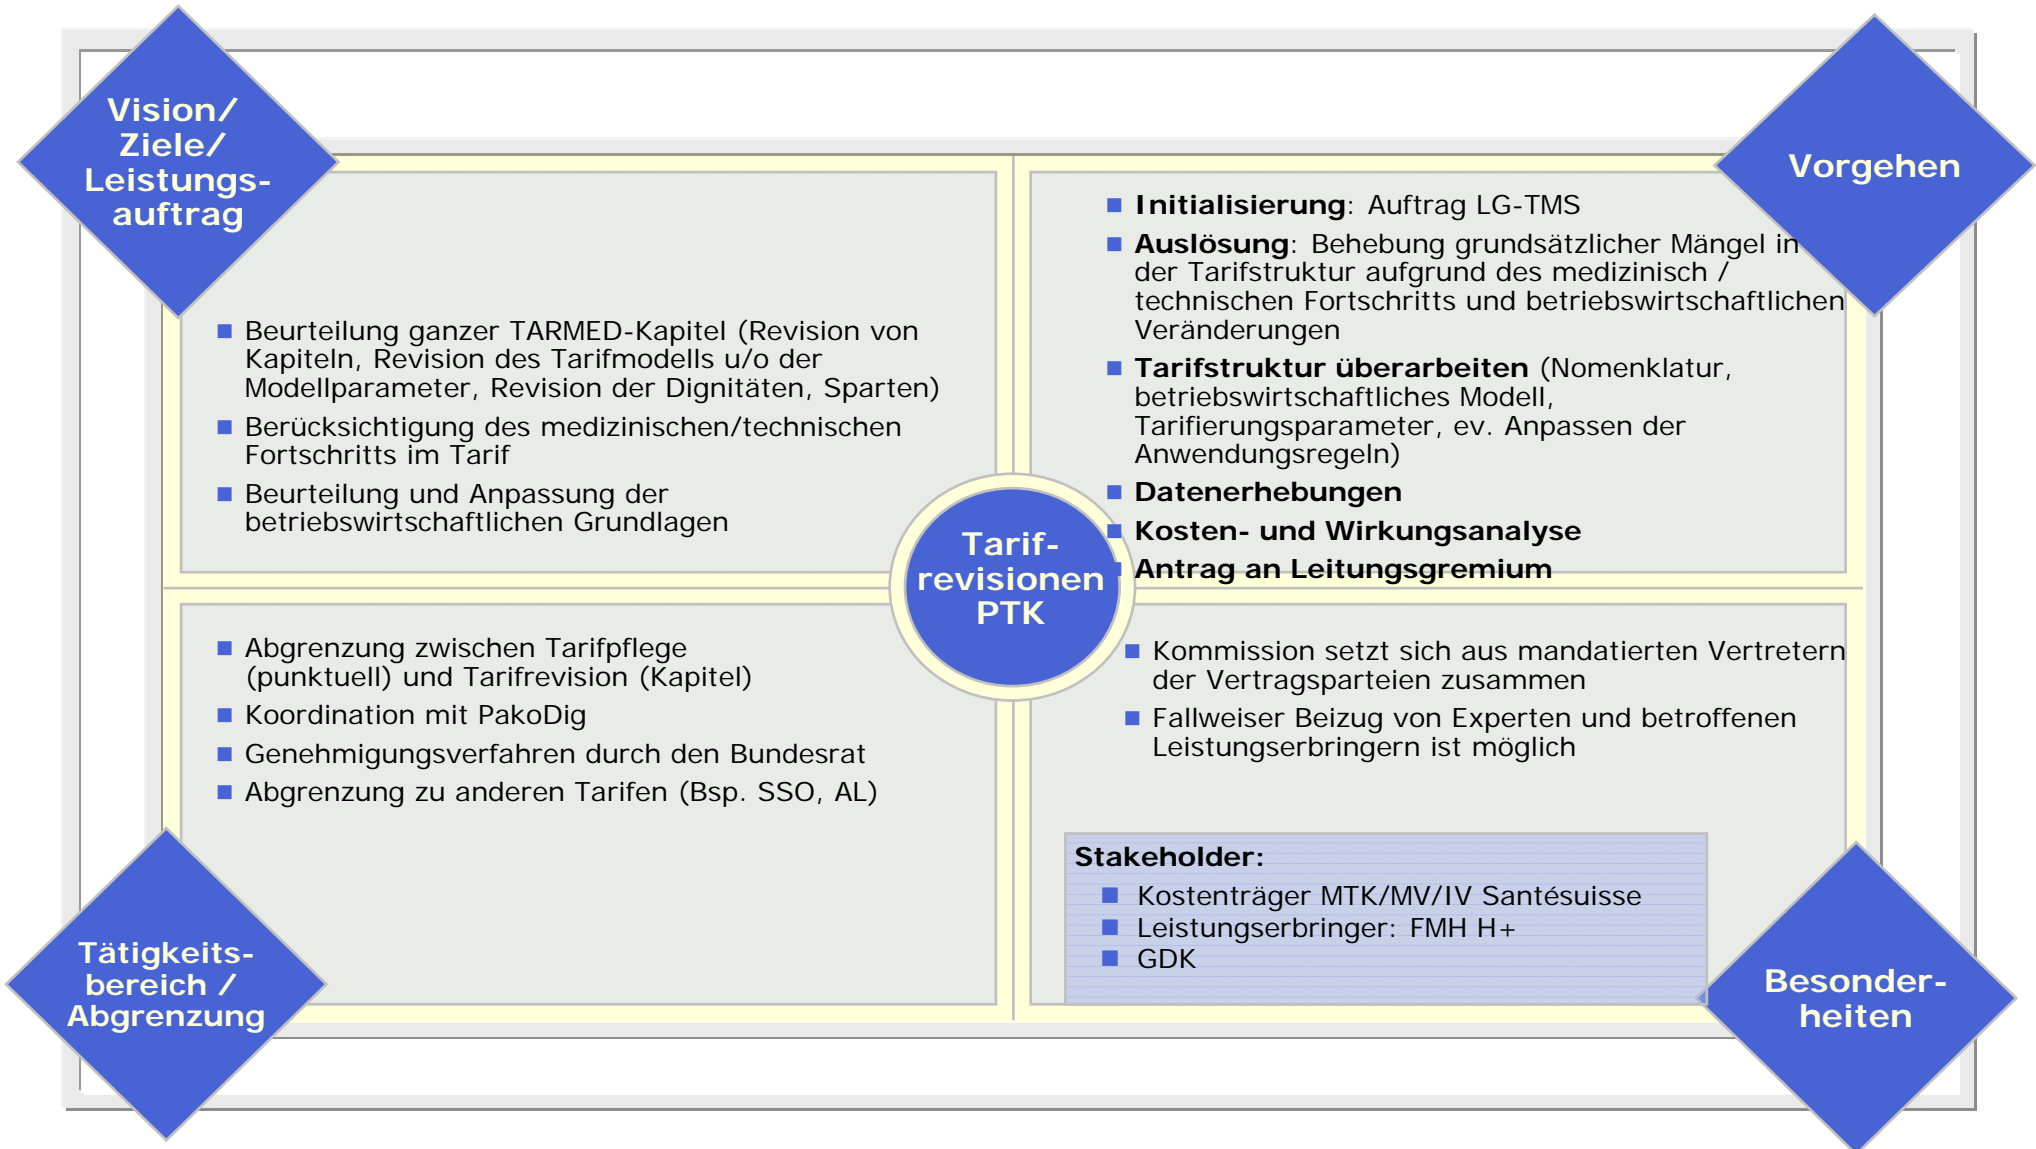 Vision/
Ziele/
Leistungs-
auftrag
■ Beurteilung ganzer TARMED-Kapitel (Revision von
Kapiteln, Revision des Tarifmodells u/o der
Modellparameter, Revision der Dignitäten, Sparten)
■ Berücksichtigung des medizinischen/technischen
Fortschritts im Tarif
■ Beurteilung und Anpassung der
betriebswirtschaftlichen Grundlagen
Vorgehen
■ Initialisierung: Auftrag LG-TMS
■ Auslösung: Behebung grundsätzlicher Mängel in
der Tarifstruktur aufgrund des medizinisch /
technischen Fortschritts und betriebswirtschaftlichen
Veränderungen
■ Tarifstruktur überarbeiten (Nomenklatur,
betriebswirtschaftliches Modell,
Tarifierungsparameter, ev. Anpassen der
Anwendungsregeln)
■ Datenerhebungen
■ Kosten- und Wirkungsanalyse
■ Antrag an Leitungsgremium
Tarif-
revisionen
PTK
■ Abgrenzung zwischen Tarifpflege
(punktuell) und Tarifrevision (Kapitel)
■ Koordination mit PakoDig
■ Genehmigungsverfahren durch den Bundesrat
■ Abgrenzung zu anderen Tarifen (Bsp. SSO, AL)
Tätigkeits-
bereich /
Abgrenzung
■ Kommission setzt sich aus mandatierten Vertretern
der Vertragsparteien zusammen
■ Fallweiser Beizug von Experten und betroffenen
Leistungserbringern ist möglich
Stakeholder:
■ Kostenträger MTK/MV/IV Santésuisse
■ Leistungserbringer: FMH H+
■ GDK
Besonder-
heiten